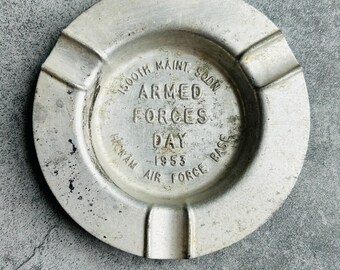 1500TH MAINT. SQDN.
ARMED
FORCES
DAY
1953
HICKAM AIR FORCE BASE